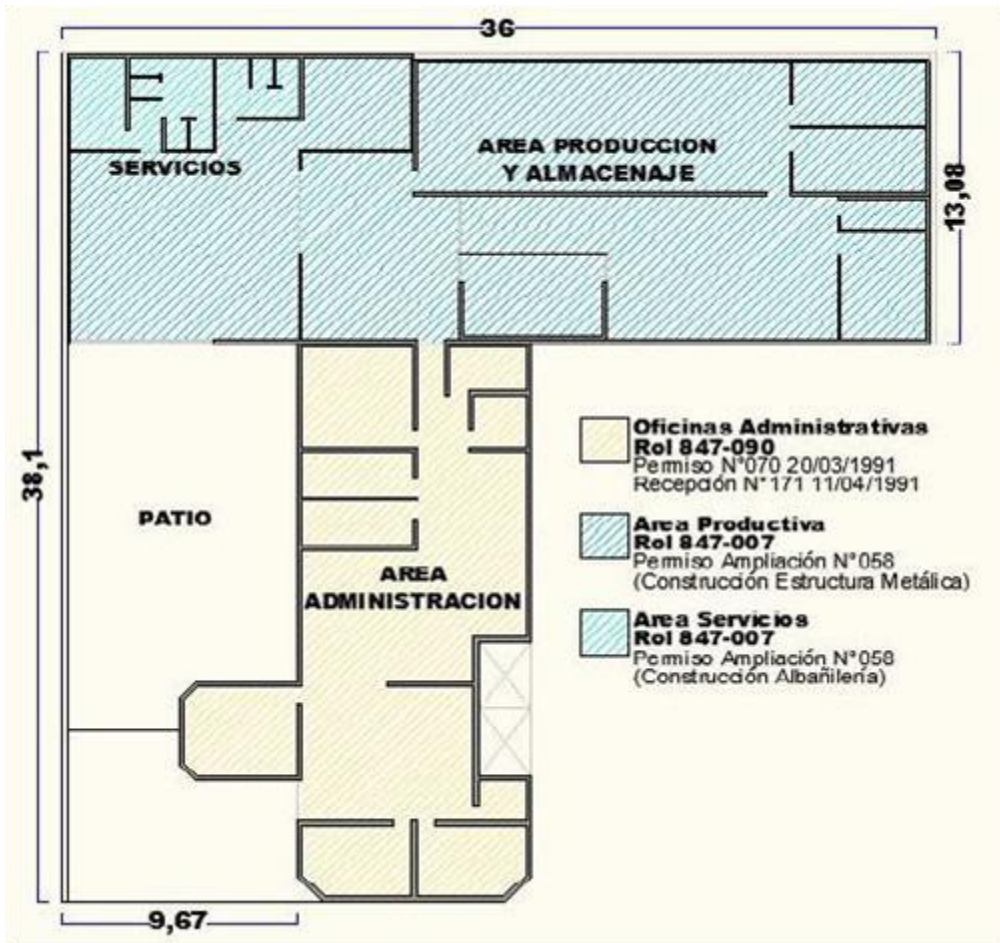 36
SERVICIOS
AREA PRODUCCION
Y ALMACENAJE
13,08
38,1
PATIO
AREA
ADMINISTRACION
Oficinas Administrativas
Rol 847-090
Permiso N°070 20/03/1991
Recepción N°171 11/04/1991
Area Productiva
Rol 847-007
Permiso Ampliación N°058
(Construcción Estructura Metálica)
Area Servicios
Rol 847-007
Permiso Ampliación N°058
(Construcción Albañilería)
9,67